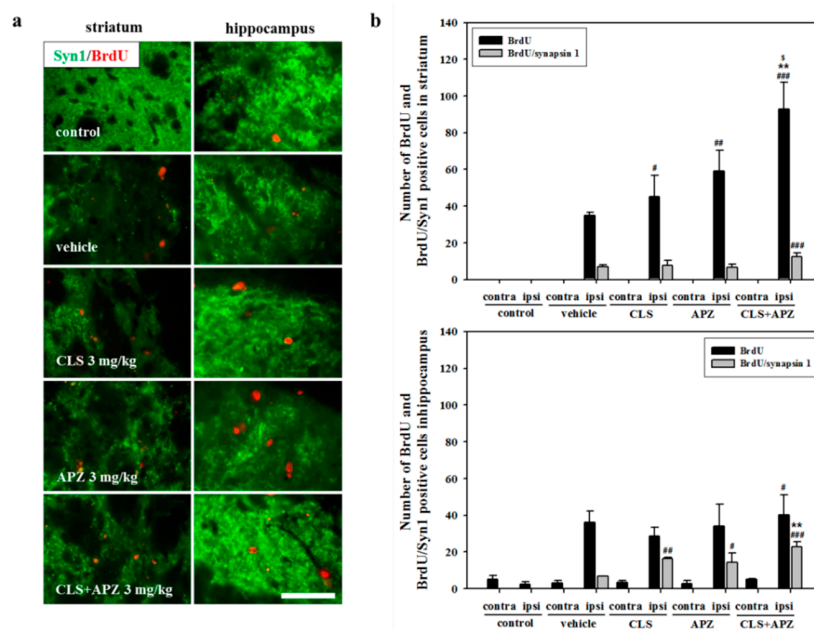 a
striatum
hippocampus
Syn1/BrdU
control
vehicle
CLS 3 mg/kg
APZ 3 mg/kg
CLS+APZ 3 mg/kg
b
Number of BrdU and
BrdU/Syn1 positive cells in striatum
140
120
100
80
60
40
20
0
BrdU
BrdU/synapsin 1
#
##
$
**
###
###
contra ipsi contra ipsi contra ipsi contra ipsi contra ipsi
control vehicle CLS APZ CLS+APZ
Number of BrdU and
BrdU/Syn1 positive cells inhippocampus
140
120
100
80
60
40
20
0
BrdU
BrdU/synapsin 1
##
#
#
**
###
contra ipsi contra ipsi contra ipsi contra ipsi contra ipsi
control vehicle CLS APZ CLS+APZ